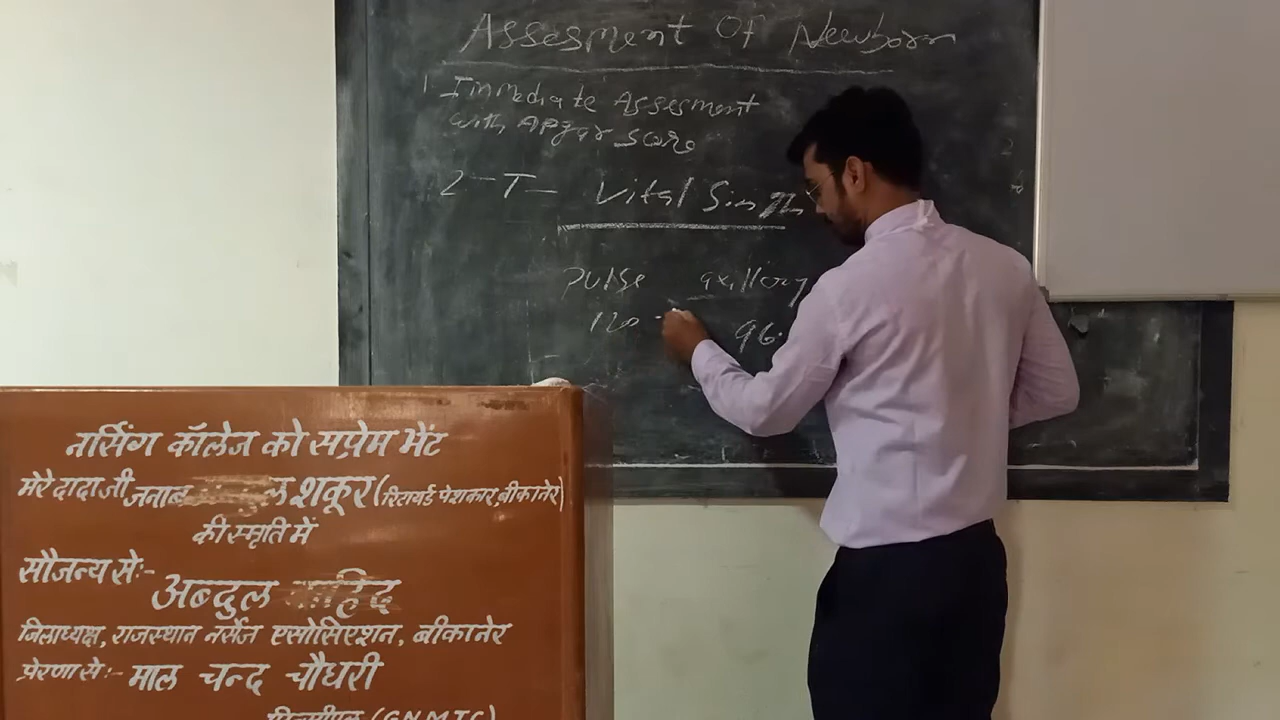 Assesment Of Newborn
1 Immediate Assesment
with Apgar Score
2 - T - Vital Sin
Pulse axillary
120 - 96.
नर्सिंग कॉलेज को सप्रेम भेंट
मेरे दादाजी जनाब शकूर (रिटायर्ड पेशकार, बीकानेर)
की स्मृति में
सौजन्य से:-
अब्दुल वाहिद
जिलाध्यक्ष, राजस्थान नर्सेज एसोसिएशन, बीकानेर
प्रेरणा से :- माल चन्द चौधरी
(G.N.M.T.C)